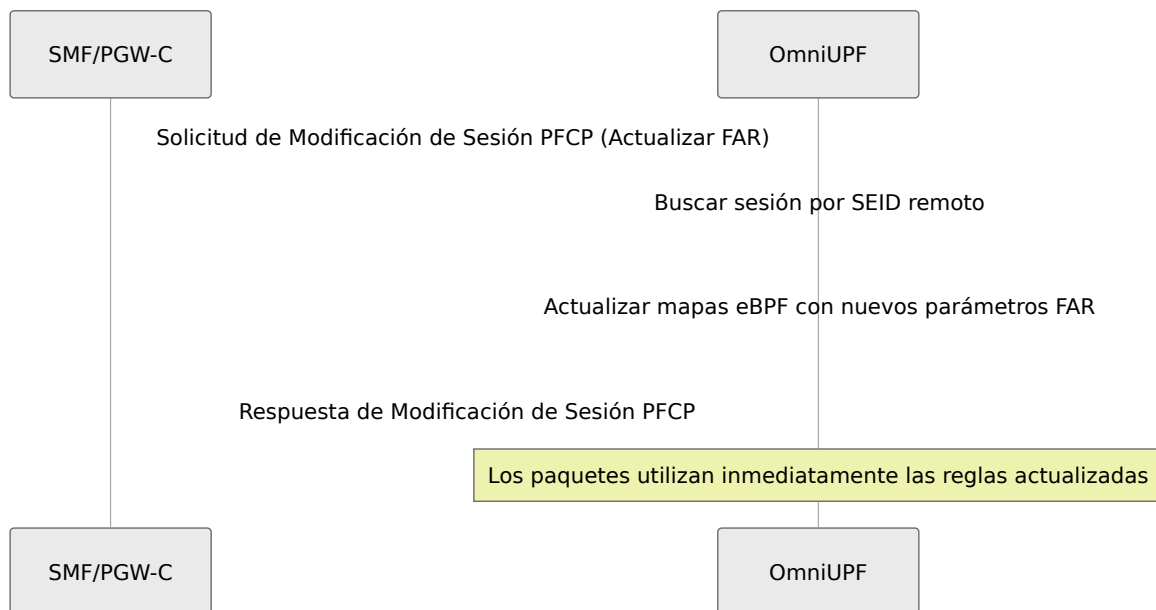 SMF/PGW-C
OmniUPF
Solicitud de Modificación de Sesión PFCP (Actualizar FAR)
Buscar sesión por SEID remoto
Actualizar mapas eBPF con nuevos parámetros FAR
Respuesta de Modificación de Sesión PFCP
Los paquetes utilizan inmediatamente las reglas actualizadas
SMF/PGW-C
OmniUPF